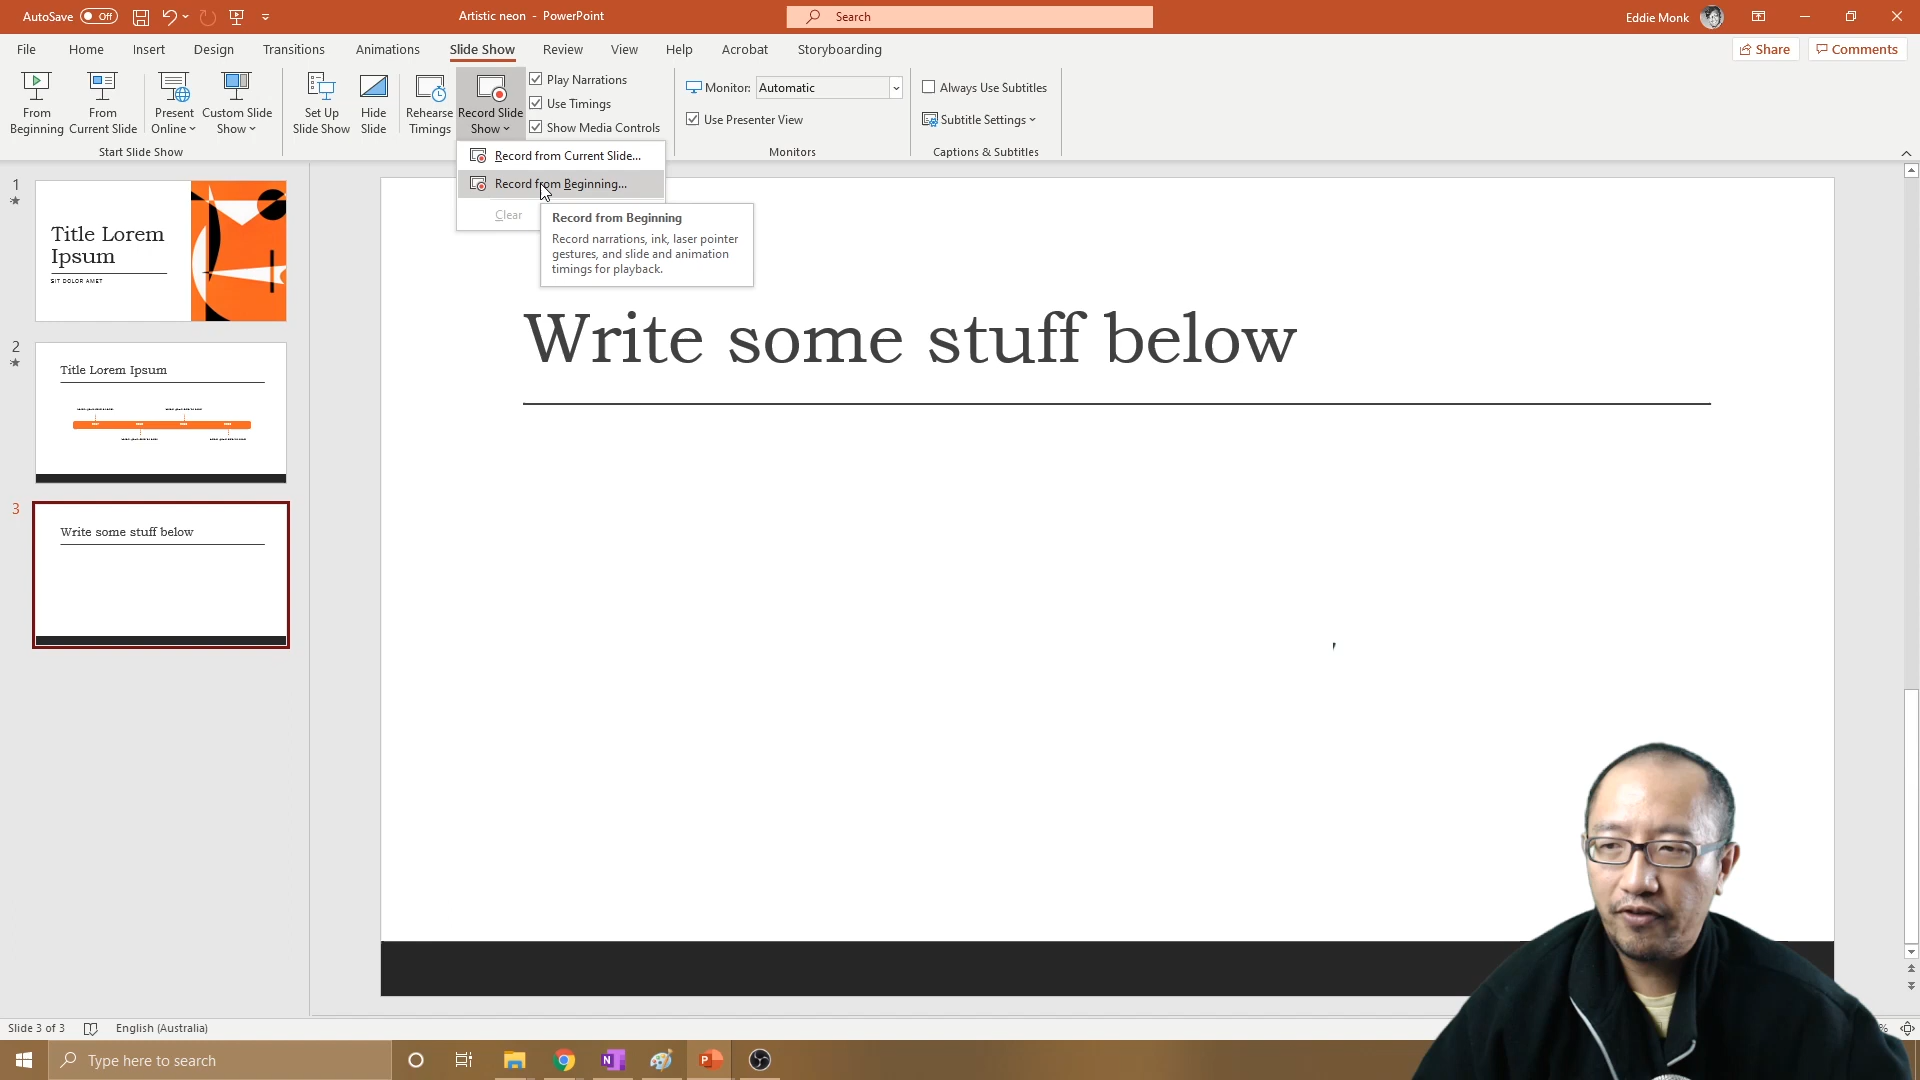 AutoSave Off
Artistic neon - PowerPoint
Search
Eddie Monk
File Home Insert Design Transitions Animations Slide Show Review View Help Acrobat Storyboarding
Share Comments
From Beginning
From Current Slide
Present Online
Custom Slide Show
Start Slide Show
Set Up Slide Show
Hide Slide
Rehearse Timings
Record Slide Show
Play Narrations
Use Timings
Show Media Controls
Monitor: Automatic
Use Presenter View
Monitors
Always Use Subtitles
Subtitle Settings
Captions & Subtitles
Record from Current Slide...
Record from Beginning...
Clear
Record from Beginning
Record narrations, ink, laser pointer
gestures, and slide and animation
timings for playback.
1
Title Lorem
Ipsum
SIT DOLOR AMET
2
Title Lorem Ipsum
3
Write some stuff below
Write some stuff below
Slide 3 of 3
English (Australia)
%
Type here to search